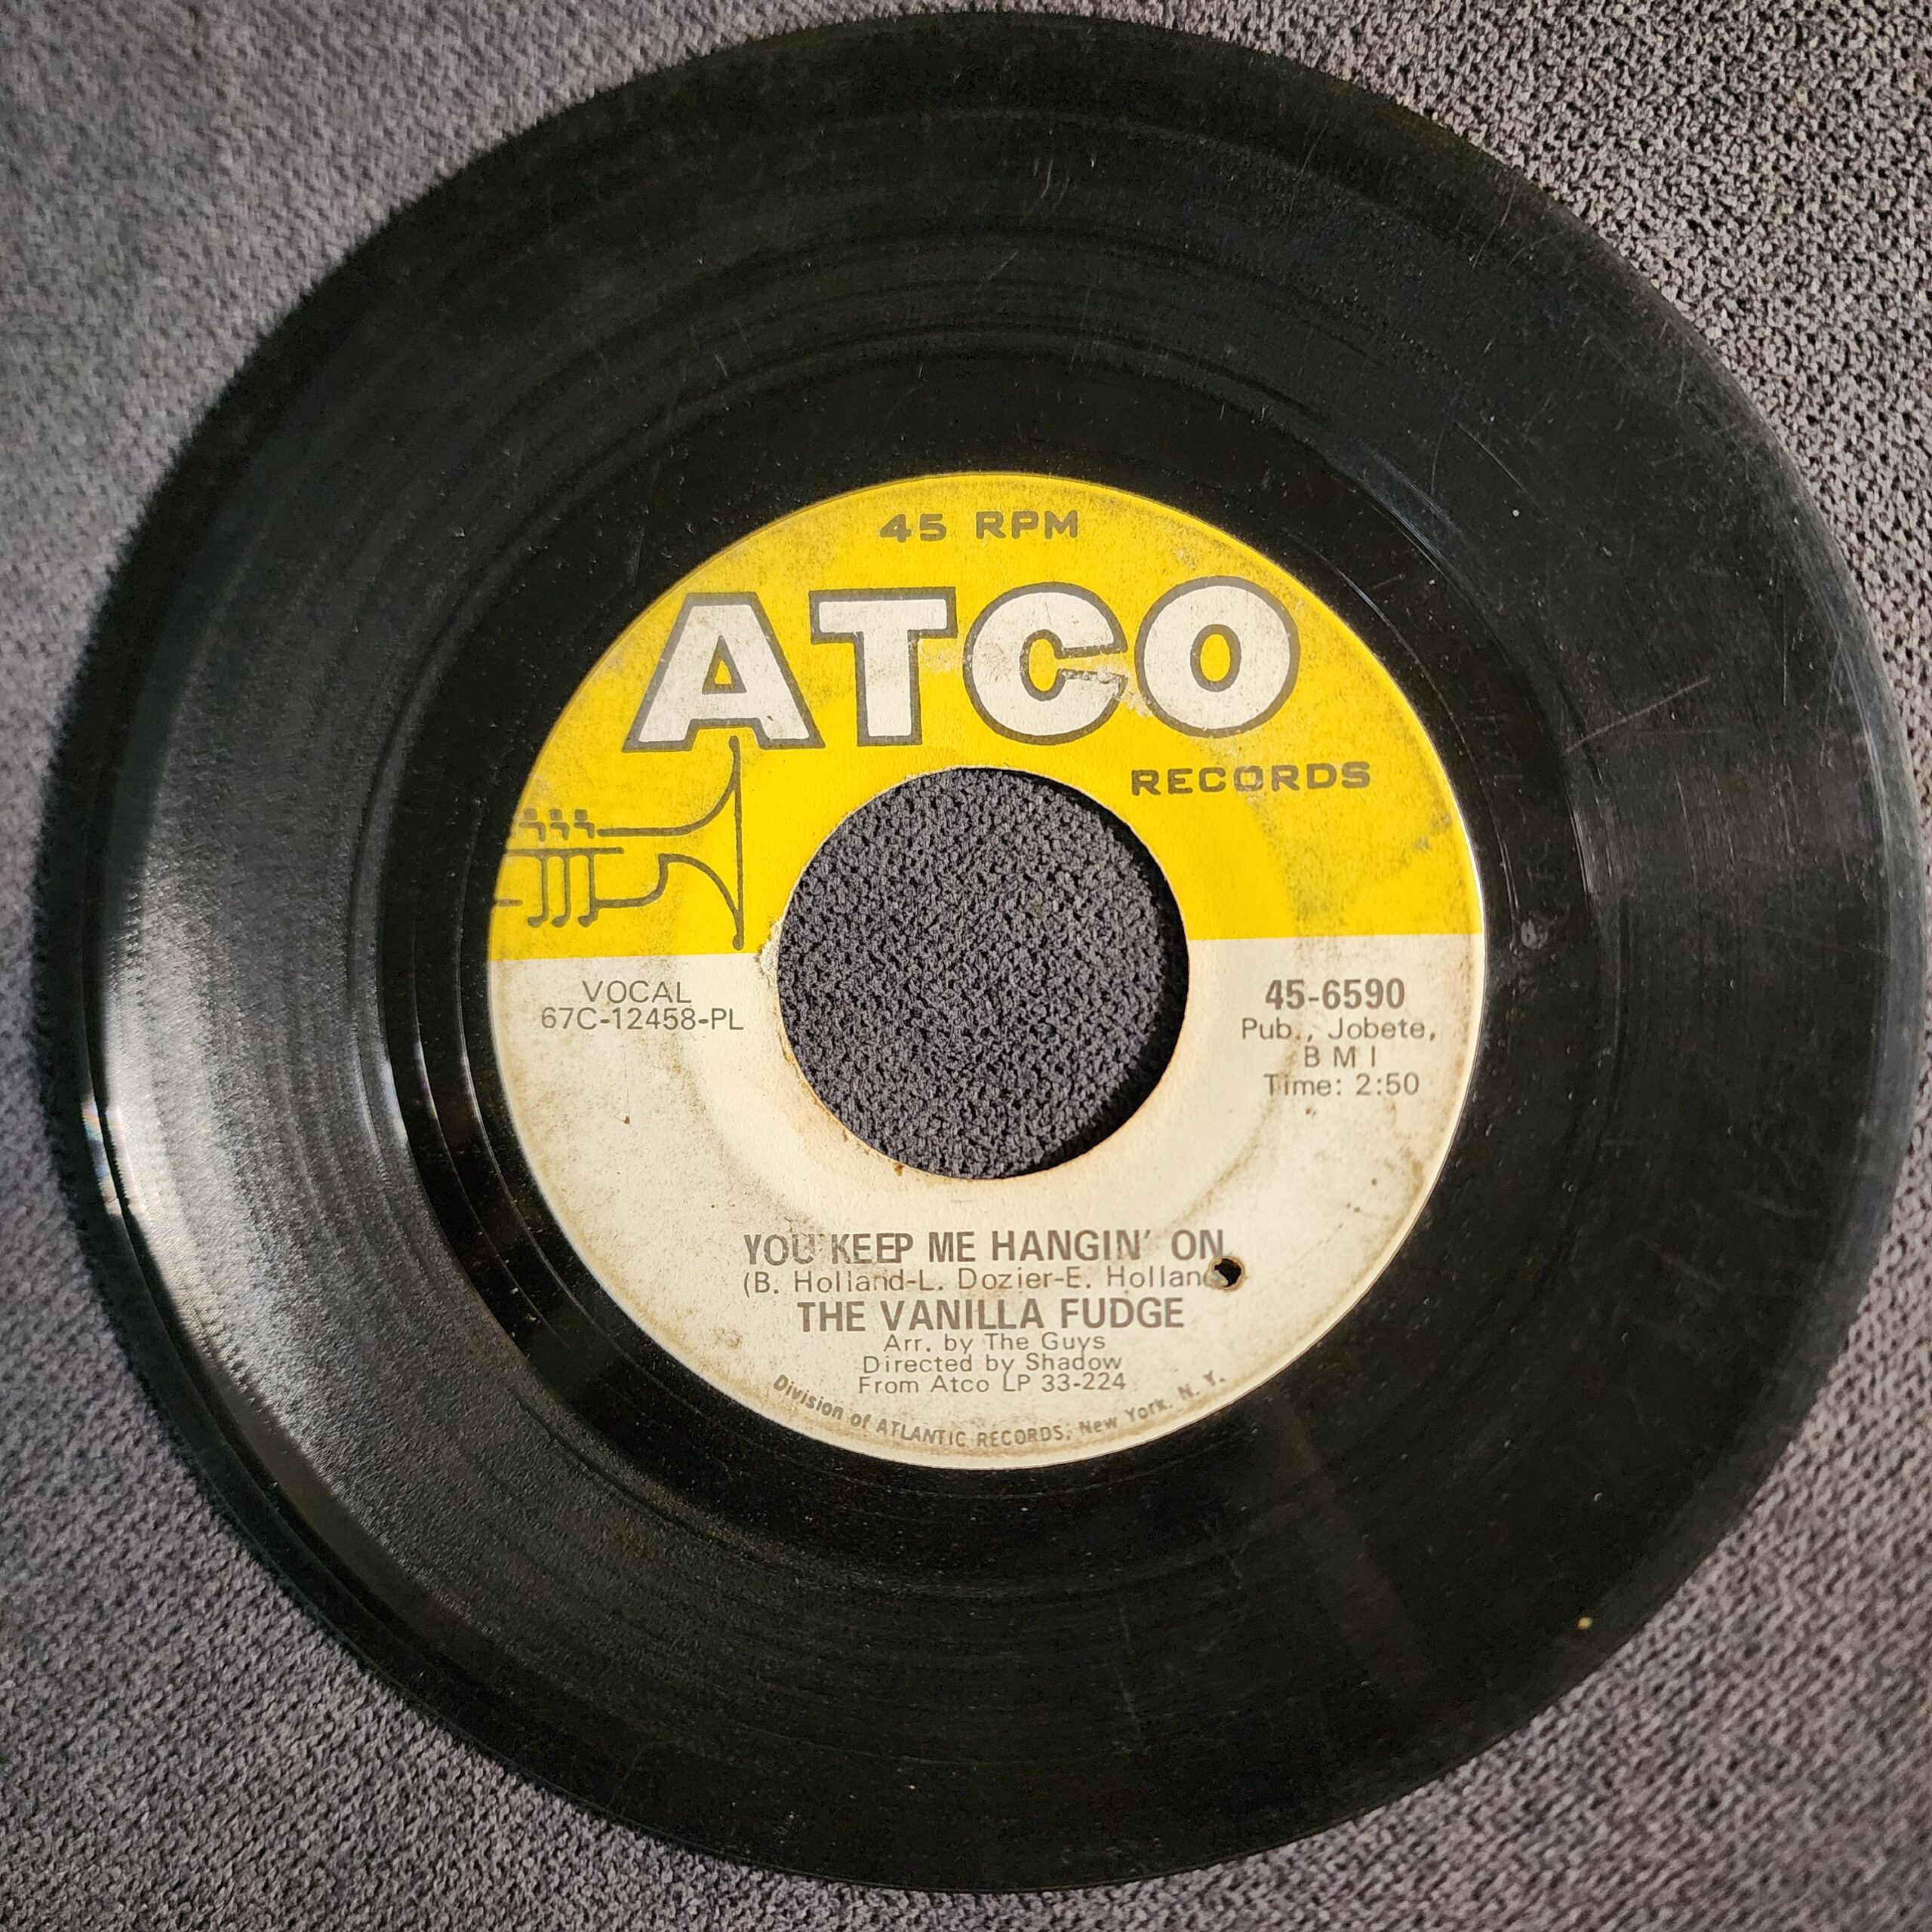 45 RPM
ATCO
RECORDS
VOCAL
67C-12458-PL
45-6590
Pub., Jobete,
B M I
Time: 2:50
YOU KEEP ME HANGIN' ON
(B. Holland-L. Dozier-E. Holland
THE VANILLA FUDGE
Arr. by The Guys
Directed by Shadow
From Atco LP 33-224
Division of ATLANTIC RECORDS, New York, N. Y.